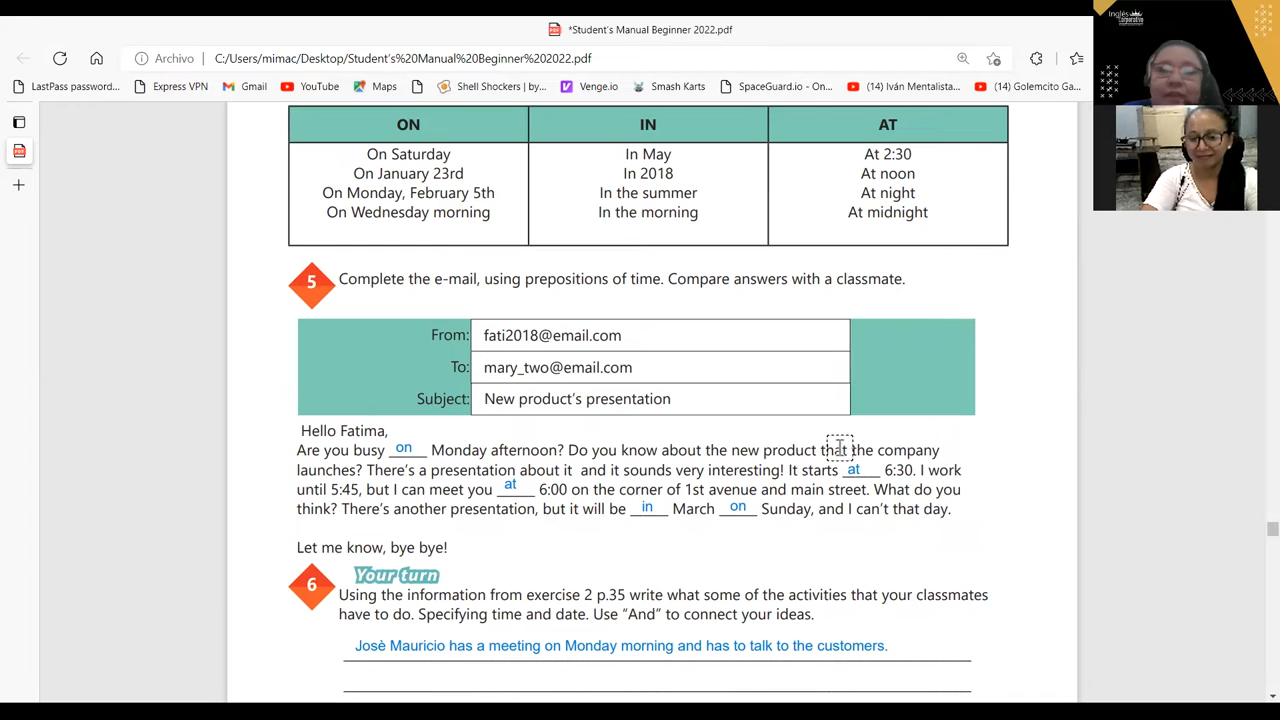 *Student's Manual Beginner 2022.pdf
Archivo C:/Users/mimac/Desktop/Student's%20Manual%20Beginner%202022.pdf
LastPass password... Express VPN Gmail YouTube Maps Shell Shockers | by... Venge.io Smash Karts SpaceGuard.io - On... (14) Iván Mentalista... (14) Golemcito Ga...
Inglés
Corporativo
ON IN AT
On Saturday In May At 2:30
On January 23rd In 2018 At noon
On Monday, February 5th In the summer At night
On Wednesday morning In the morning At midnight
5 Complete the e-mail, using prepositions of time. Compare answers with a classmate.
From: fati2018@email.com
To: mary_two@email.com
Subject: New product's presentation
Hello Fatima,
Are you busy on Monday afternoon? Do you know about the new product that the company
launches? There's a presentation about it and it sounds very interesting! It starts at 6:30. I work
until 5:45, but I can meet you at 6:00 on the corner of 1st avenue and main street. What do you
think? There's another presentation, but it will be in March on Sunday, and I can't that day.
Let me know, bye bye!
6 Your turn
Using the information from exercise 2 p.35 write what some of the activities that your classmates
have to do. Specifying time and date. Use “And” to connect your ideas.
Josè Mauricio has a meeting on Monday morning and has to talk to the customers.